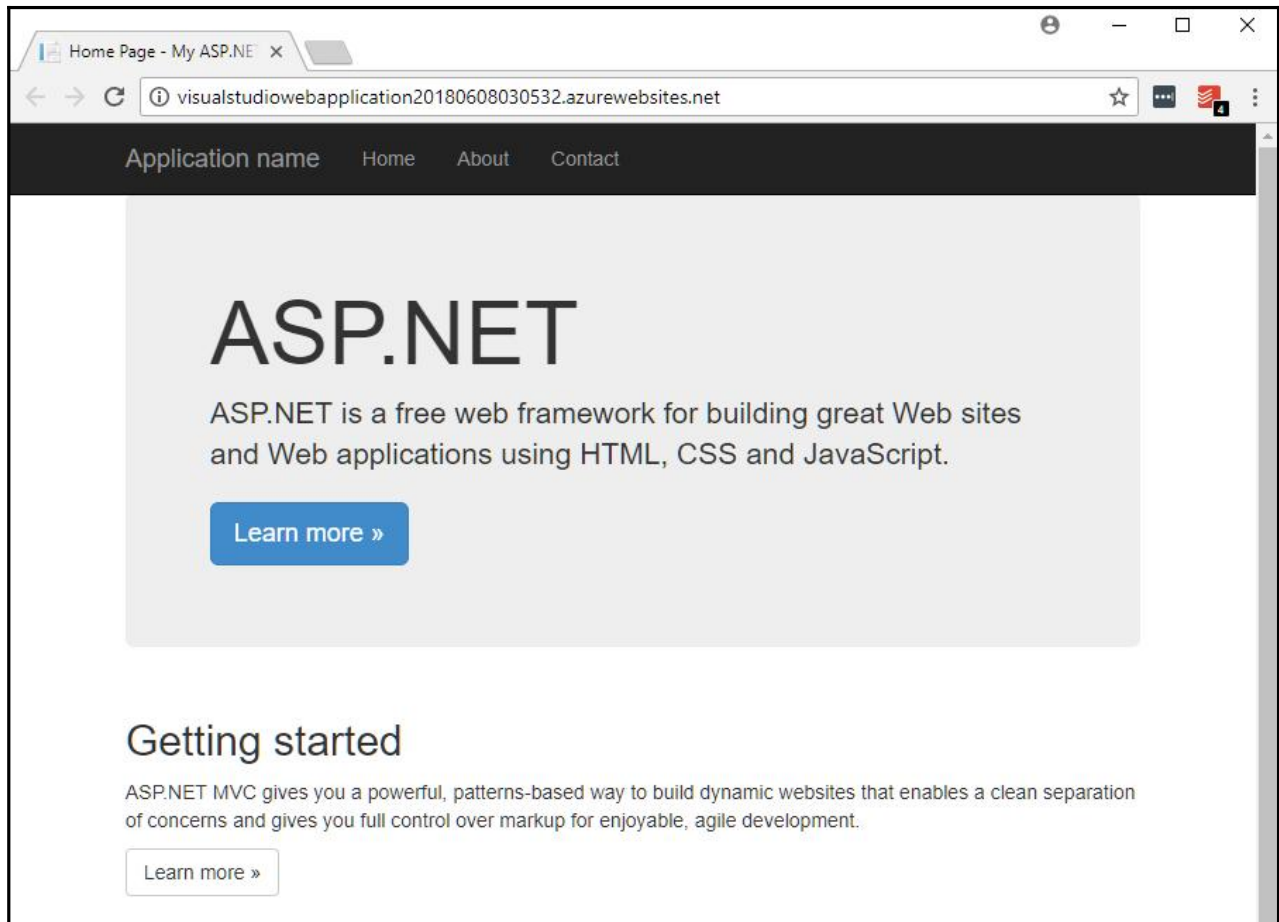 Home Page - My ASP.NE
visualstudiowebapplication20180608030532.azurewebsites.net
4
Application name Home About Contact
ASP.NET
ASP.NET is a free web framework for building great Web sites
and Web applications using HTML, CSS and JavaScript.
Learn more »
Getting started
ASP.NET MVC gives you a powerful, patterns-based way to build dynamic websites that enables a clean separation
of concerns and gives you full control over markup for enjoyable, agile development.
Learn more »